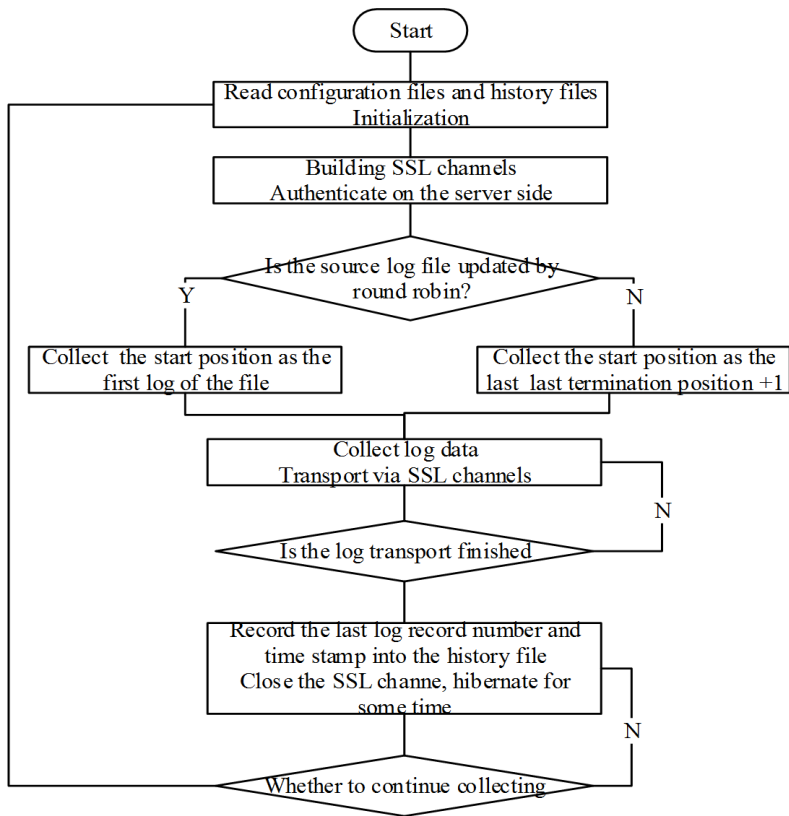 Start
Read configuration files and history files
Initialization
Building SSL channels
Authenticate on the server side
Is the source log file updated by
round robin?
Y
N
Collect the start position as the
first log of the file
Collect the start position as the
last last termination position +1
Collect log data
Transport via SSL channels
N
Is the log transport finished
Record the last log record number and
time stamp into the history file
Close the SSL channe, hibernate for
some time
N
Whether to continue collecting